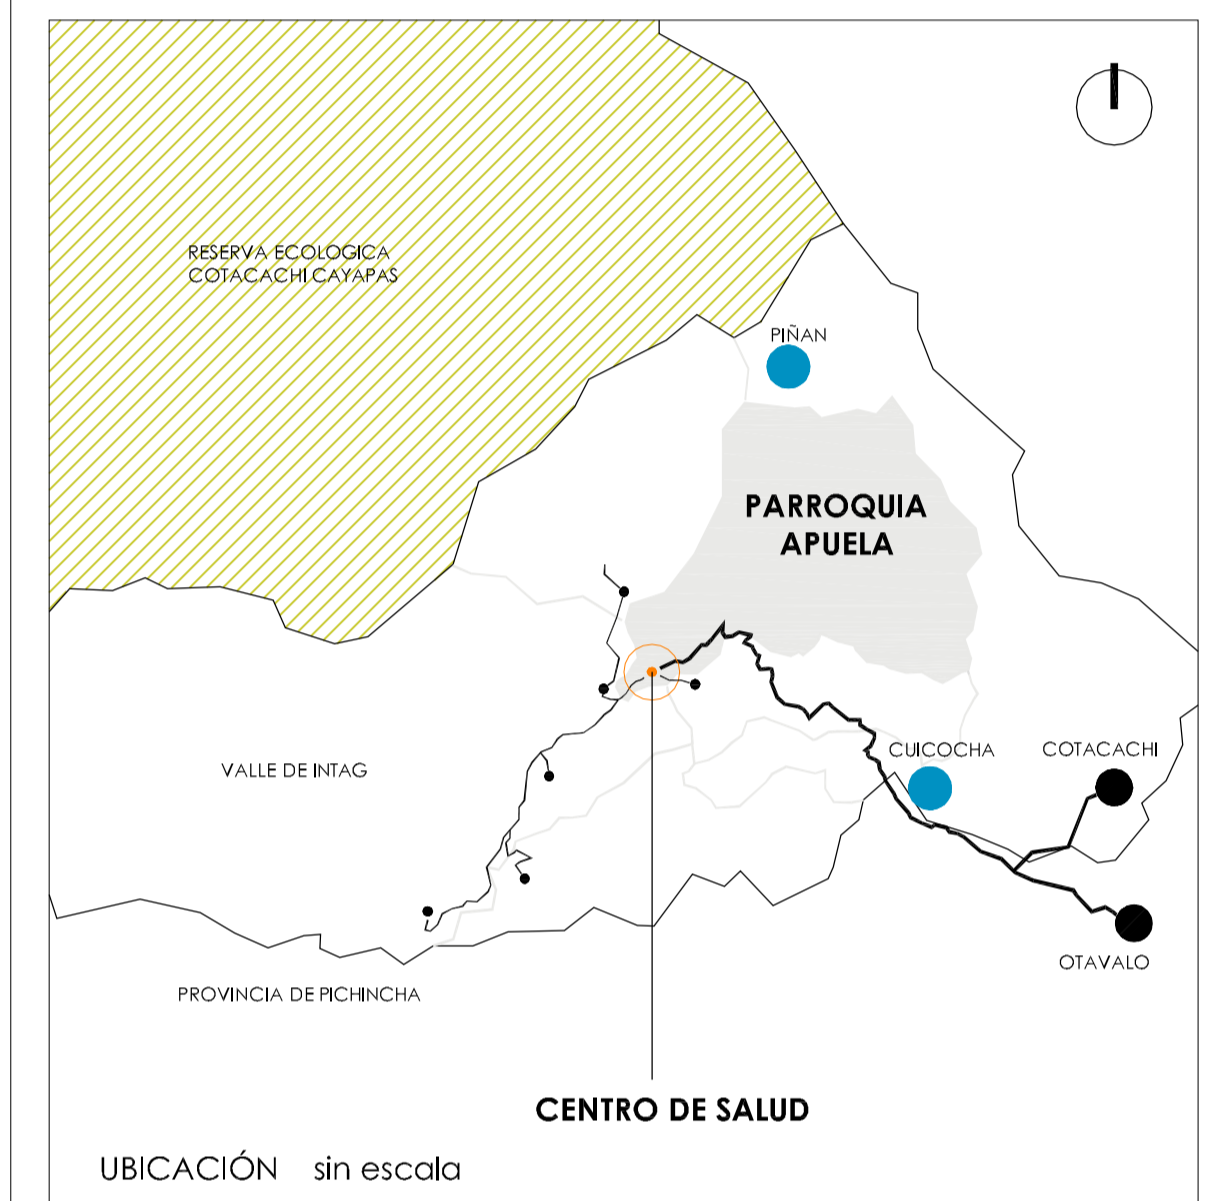 RESERVA ECOLOGICA
COTACACHI CAYAPAS
PIÑAN
PARROQUIA
APUELA
CUICOCHA
COTACACHI
VALLE DE INTAG
OTAVALO
PROVINCIA DE PICHINCHA
CENTRO DE SALUD
UBICACIÓN sin escala